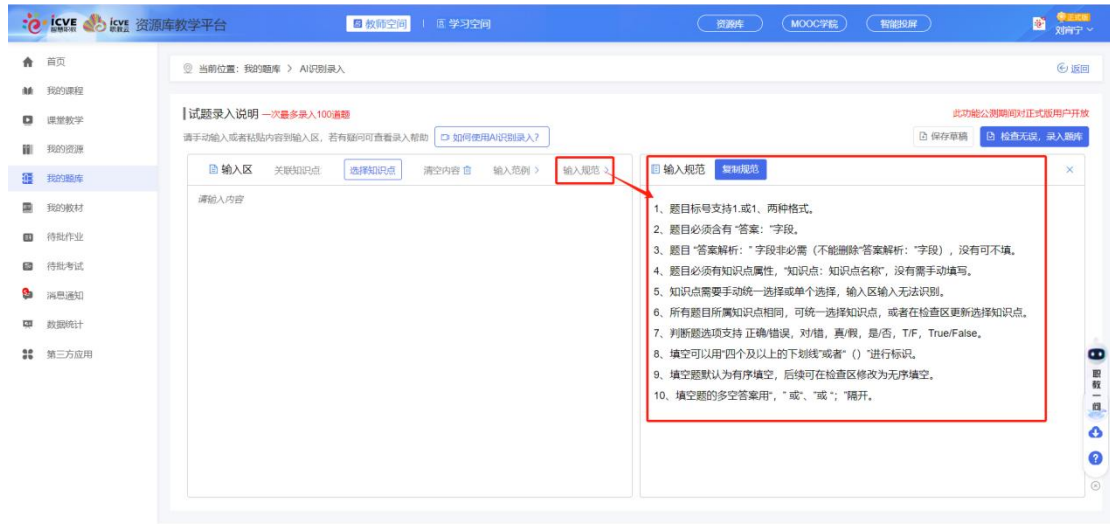 icve 智慧职教 icve 职教云 资源库教学平台 教师空间 学习空间 资源库 MOOC学院 智能投屏 正式版
刘肖宁
首页
我的课程
课堂教学
我的资源
我的题库
我的教材
待批作业
待批考试
消息通知
数据统计
第三方应用
当前位置：我的题库 > AI识别录入 返回
试题录入说明 一次最多录入100道题 此功能公测期间对正式版用户开放
请手动输入或者粘贴内容到输入区，若有疑问可查看录入帮助 如何使用AI识别录入？ 保存草稿 检查无误，录入题库
输入区 关联知识点 选择知识点 清空内容 输入范例 > 输入规范 >
请输入内容
输入规范 复制规范 ×
1、题目标号支持1.或1、两种格式。
2、题目必须含有 “答案：”字段。
3、题目 “答案解析：” 字段非必需（不能删除“答案解析：”字段），没有可不填。
4、题目必须有知识点属性，“知识点：知识点名称”，没有需手动填写。
5、知识点需要手动统一选择或单个选择，输入区输入无法识别。
6、所有题目所属知识点相同，可统一选择知识点，或者在检查区更新选择知识点。
7、判断题选项支持 正确/错误，对/错，真/假，是/否，T/F，True/False。
8、填空可以用“四个及以上的下划线”或者“（）”进行标识。
9、填空题默认为有序填空，后续可在检查区修改为无序填空。
10、填空题的多空答案用“，” 或“、”或 “；”隔开。
职教一问